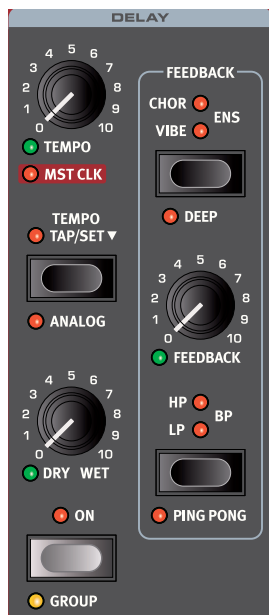 DELAY
4 5 6
3 7
2 8
1 9
0 10
TEMPO
MST CLK
TEMPO
TAP/SET ▼
ANALOG
4 5 6
3 7
2 8
1 9
0 10
DRY WET
ON
GROUP
FEEDBACK
CHOR
ENS
VIBE
DEEP
4 5 6
3 7
2 8
1 9
0 10
FEEDBACK
HP
BP
LP
PING PONG